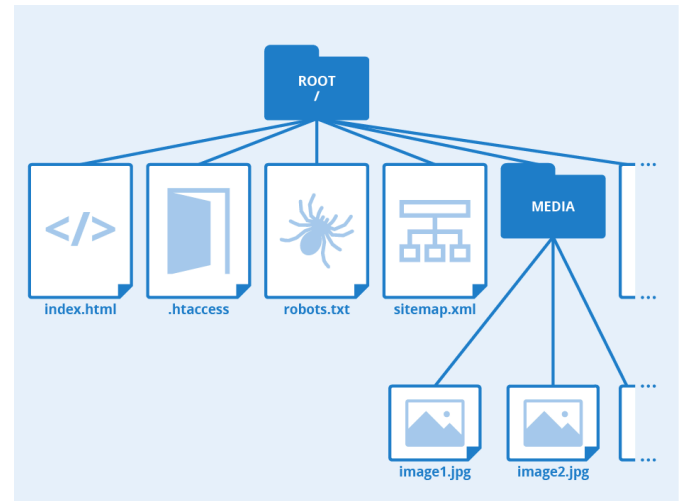 ROOT
/
...
</>
MEDIA
index.html
.htaccess
robots.txt
sitemap.xml
...
...
...
image1.jpg
image2.jpg